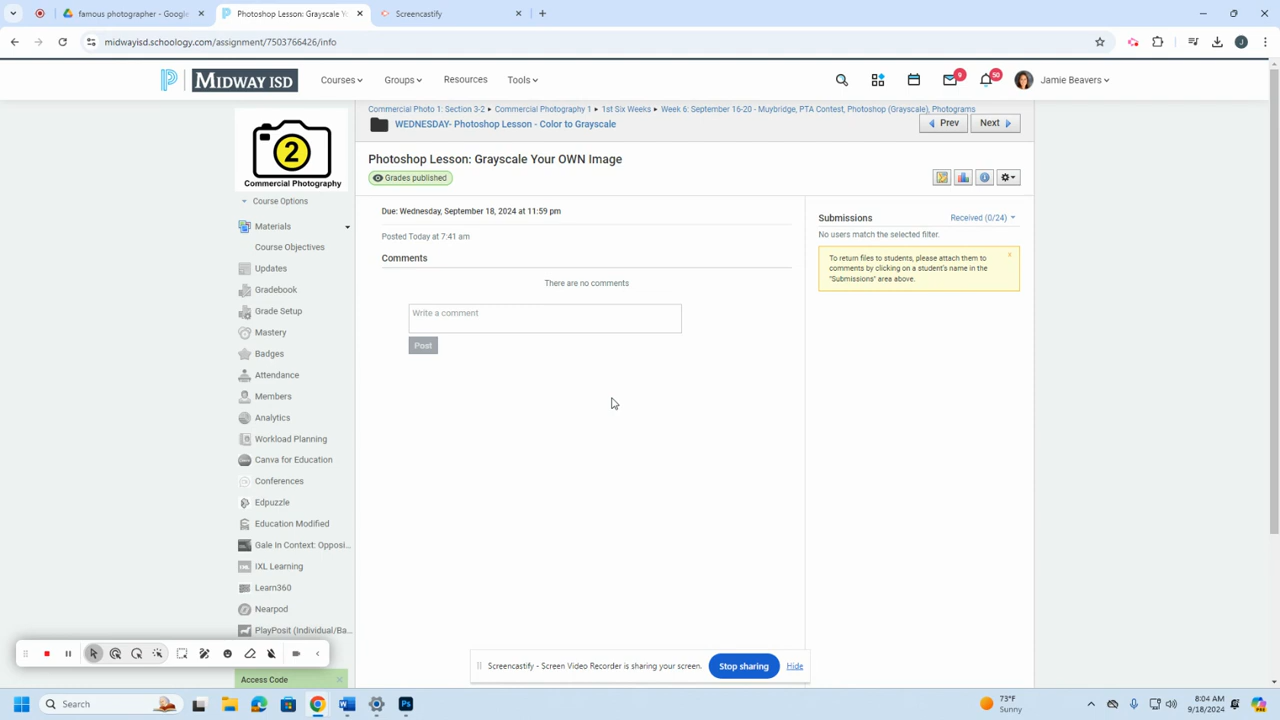 famous photographer - Google
Photoshop Lesson: Grayscale Yo
Screencastify
midwayisd.schoology.com/assignment/7503766426/info
MIDWAY ISD
Courses
Groups
Resources
Tools
9
50
Jamie Beavers
2
Commercial Photography
Course Options
Materials
Course Objectives
Updates
Gradebook
Grade Setup
Mastery
Badges
Attendance
Members
Analytics
Workload Planning
Canva for Education
Conferences
Edpuzzle
Education Modified
Gale In Context: Opposi...
IXL Learning
Learn360
Nearpod
PlayPosit (Individual/Ba...
Access Code
Commercial Photo 1: Section 3-2 ▸ Commercial Photography 1 ▸ 1st Six Weeks ▸ Week 6: September 16-20 - Muybridge, PTA Contest, Photoshop (Grayscale), Photograms
WEDNESDAY- Photoshop Lesson - Color to Grayscale
Prev
Next
Photoshop Lesson: Grayscale Your OWN Image
Grades published
Due: Wednesday, September 18, 2024 at 11:59 pm
Posted Today at 7:41 am
Comments
There are no comments
Write a comment
Post
Submissions
Received (0/24)
No users match the selected filter.
To return files to students, please attach them to
comments by clicking on a student's name in the
"Submissions" area above.
Screencastify - Screen Video Recorder is sharing your screen.
Stop sharing
Hide
Search
73°F
Sunny
8:04 AM
9/18/2024